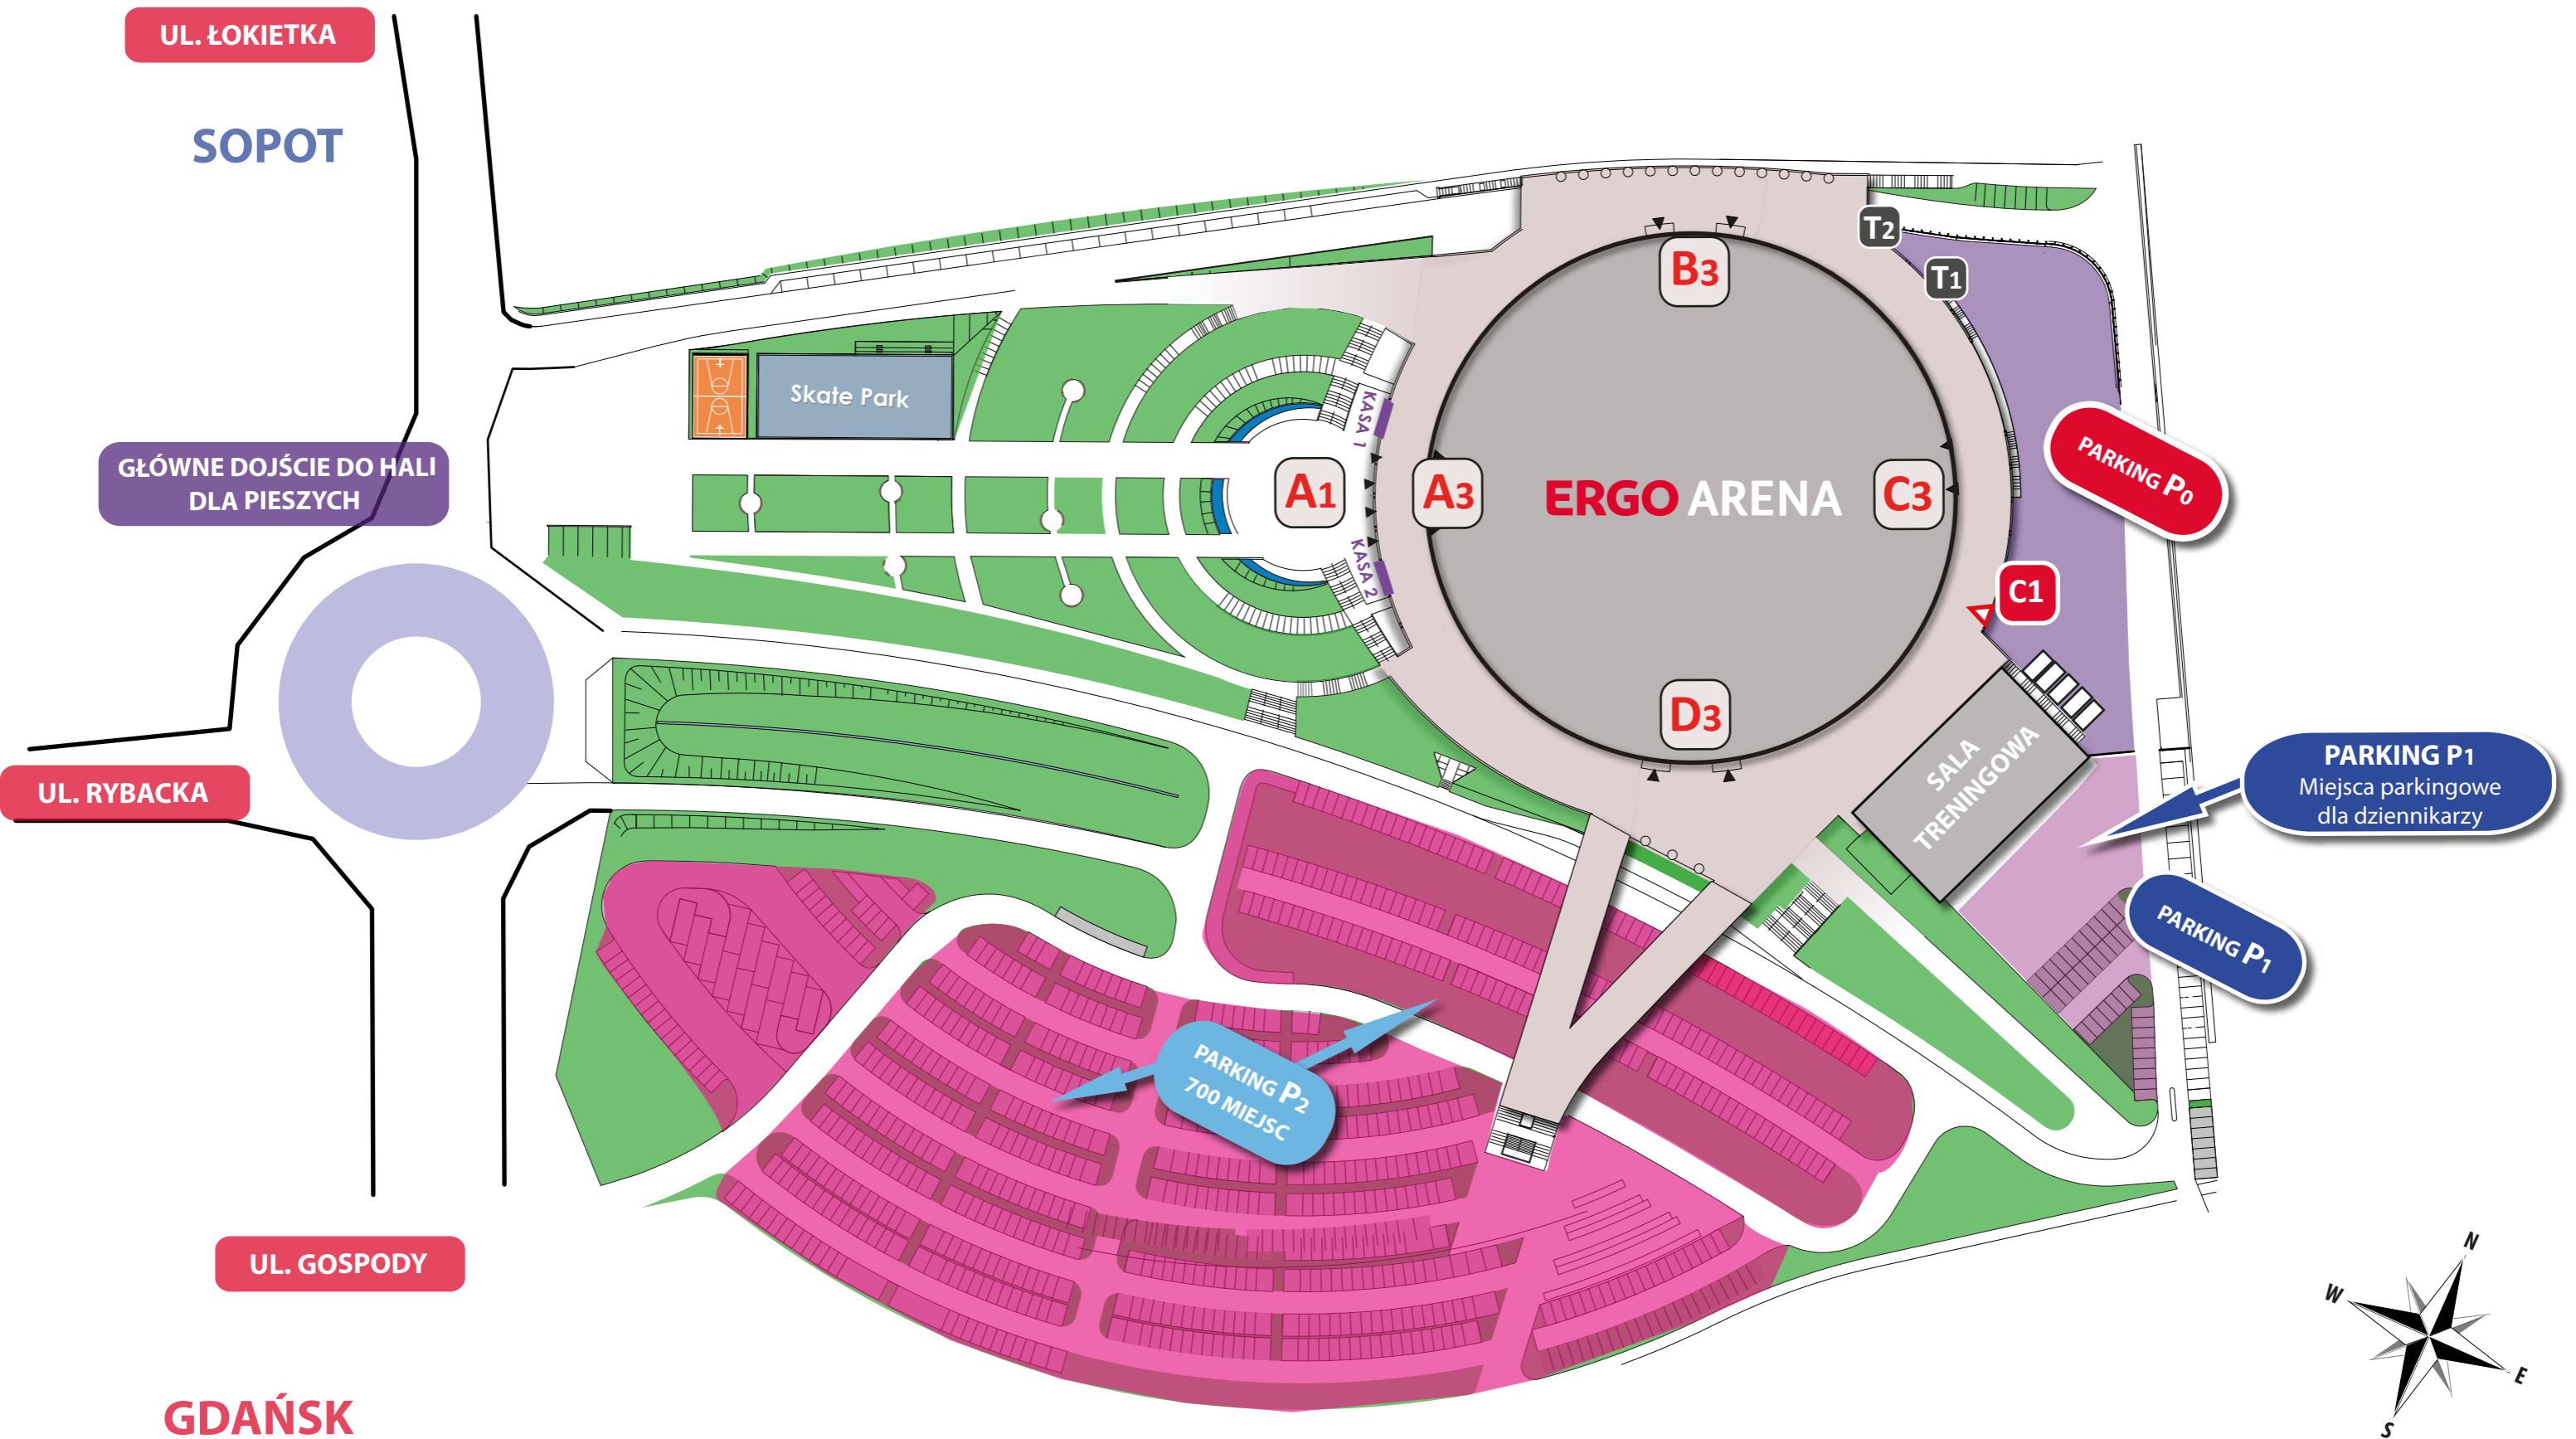 UL. ŁOKIETKA
SOPOT
T2
B3
T1
Skate Park
KASA 1
GŁÓWNE DOJŚCIE DO HALI
DLA PIESZYCH
A1
A3
ERGO ARENA
C3
PARKING P0
KASA 2
C1
D3
SALA
TRENINGOWA
PARKING P1
Miejsca parkingowe
dla dziennikarzy
UL. RYBACKA
PARKING P1
PARKING P2
700 MIEJSC
UL. GOSPODY
GDAŃSK
N
W
E
S